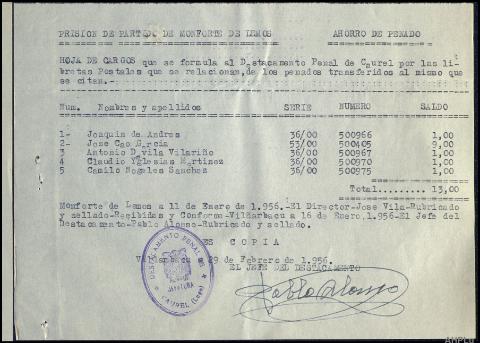 PRISION DE PARTIDO DE MONFORTE DE LEMOS AHORRO DE PENADO
HOJA DE CARGOS que se formula al Destacamento Penal de Caurel por las li-
bretas Postales que se relacionan, de los penados transferidos al mismo que
se citan.
Num. Nombres y apellidos SERIE NUMERO SALDO
1- Joaquin de Andres 36/00 500966 1,00
2- Jose Cao Garcia 53/00 500405 9,00
3 Antonio Davila Vilariño 36/00 500967 1,00
4 Claudio Yglesias Martinez 36/00 500970 1,00
5 Camilo Nogales Sanchez 36/00 500975 1,00
Total........ 13,00
Monforte de Lemos a 11 de Enero de 1.956.-El Director-Jose Vila-Rubricado
y sellado-Recibidas y Conforme-Villarbacu a 16 de Enero,1.956-El Jefe del
Destacamento-Pablo Alonso-Rubricado y sellado.
ES COPIA
Villarbacu 29 de Febrero de 1.956.
EL JEFE DEL DESTACAMENTO
Pablo Alonso
DESTACAMENTO PENAL DE
JEFATURA
CAUREL (Lugo)